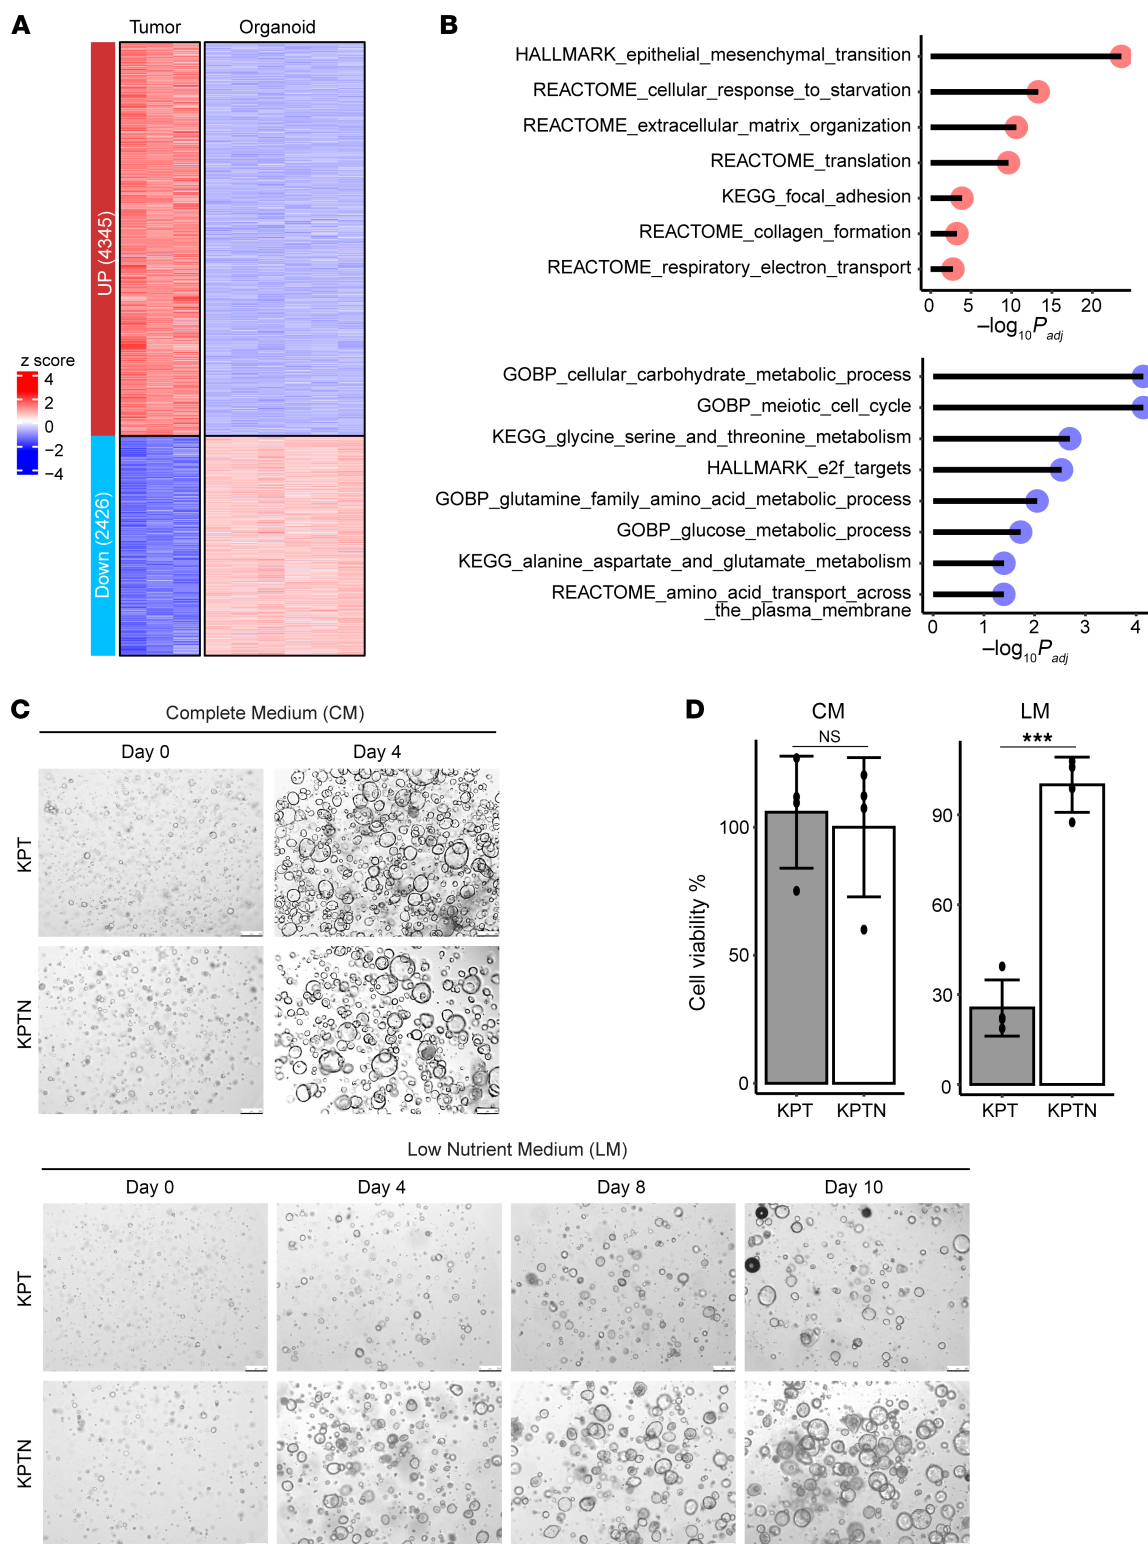 A
Tumor
Organoid
UP (4345)
Down (2426)
z score
4
2
0
−2
−4
B
HALLMARK_epithelial_mesenchymal_transition
REACTOME_cellular_response_to_starvation
REACTOME_extracellular_matrix_organization
REACTOME_translation
KEGG_focal_adhesion
REACTOME_collagen_formation
REACTOME_respiratory_electron_transport
0 5 10 15 20
−log10Padj
GOBP_cellular_carbohydrate_metabolic_process
GOBP_meiotic_cell_cycle
KEGG_glycine_serine_and_threonine_metabolism
HALLMARK_e2f_targets
GOBP_glutamine_family_amino_acid_metabolic_process
GOBP_glucose_metabolic_process
KEGG_alanine_aspartate_and_glutamate_metabolism
REACTOME_amino_acid_transport_across
_the_plasma_membrane
0 1 2 3 4
−log10Padj
C
Complete Medium (CM)
Day 0
Day 4
KPT
KPTN
D
CM
NS
Cell viability %
100
50
0
KPT
KPTN
LM
***
90
60
30
0
KPT
KPTN
Low Nutrient Medium (LM)
Day 0
Day 4
Day 8
Day 10
KPT
KPTN